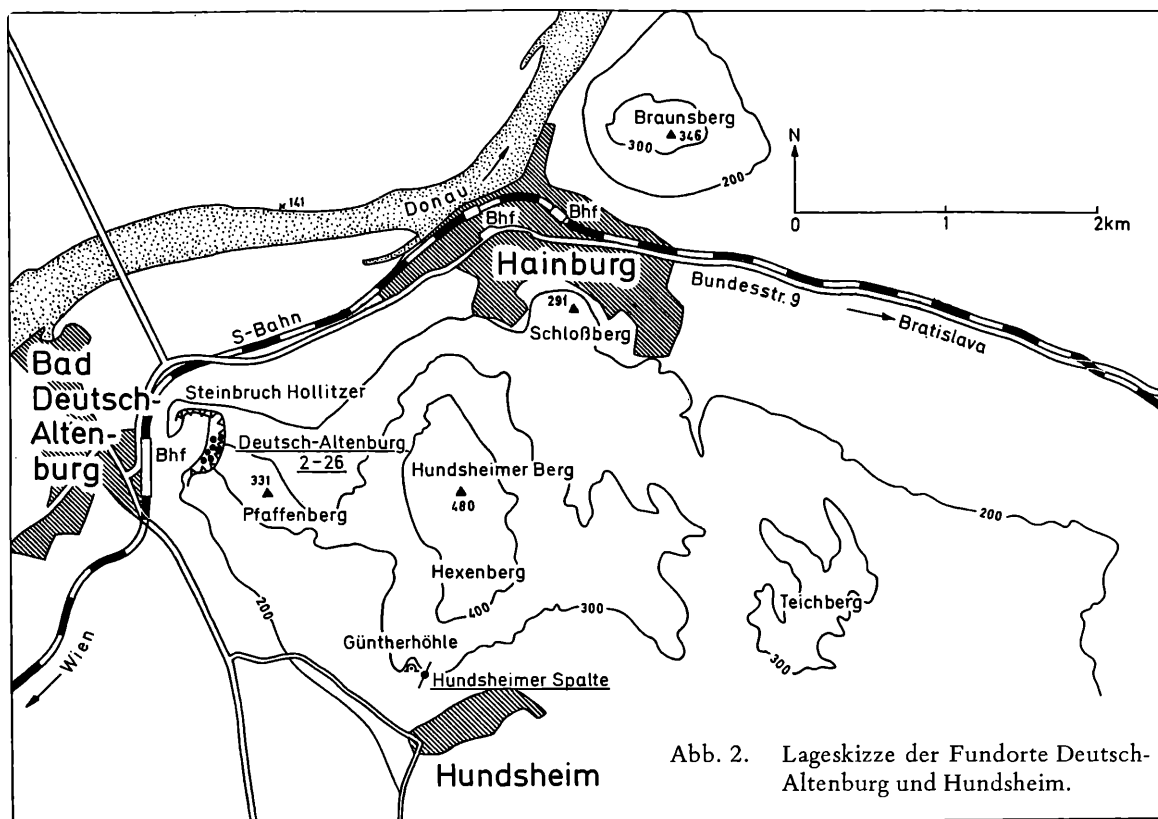 Braunsberg
346
300
200
N
0 1 2km
141
Donau
Bhf
Bhf
Hainburg
Bundesstr. 9
Bratislava
S-Bahn
291
Schloßberg
Bad
Deutsch-
Alten-
burg
Bhf
Steinbruch Hollitzer
Deutsch-Altenburg
2-26
331
Pfaffenberg
Hundsheimer Berg
480
Hexenberg
400
200
200
300
Teichberg
300
Wien
Güntherhöhle
Hundsheimer Spalte
Hundsheim
Abb. 2. Lageskizze der Fundorte Deutsch-
Altenburg und Hundsheim.